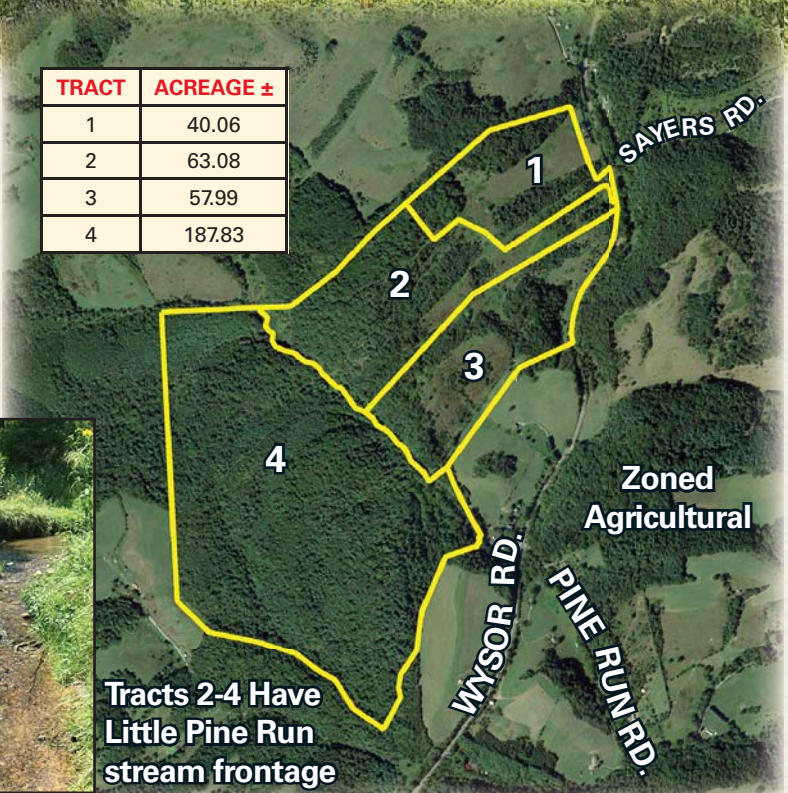 TRACT ACREAGE ±
1 40.06
2 63.08
3 57.99
4 187.83
SAYERS RD.
1
2
3
4
Zoned
Agricultural
WYSOR RD.
PINE RUN RD.
Tracts 2-4 Have
Little Pine Run
stream frontage